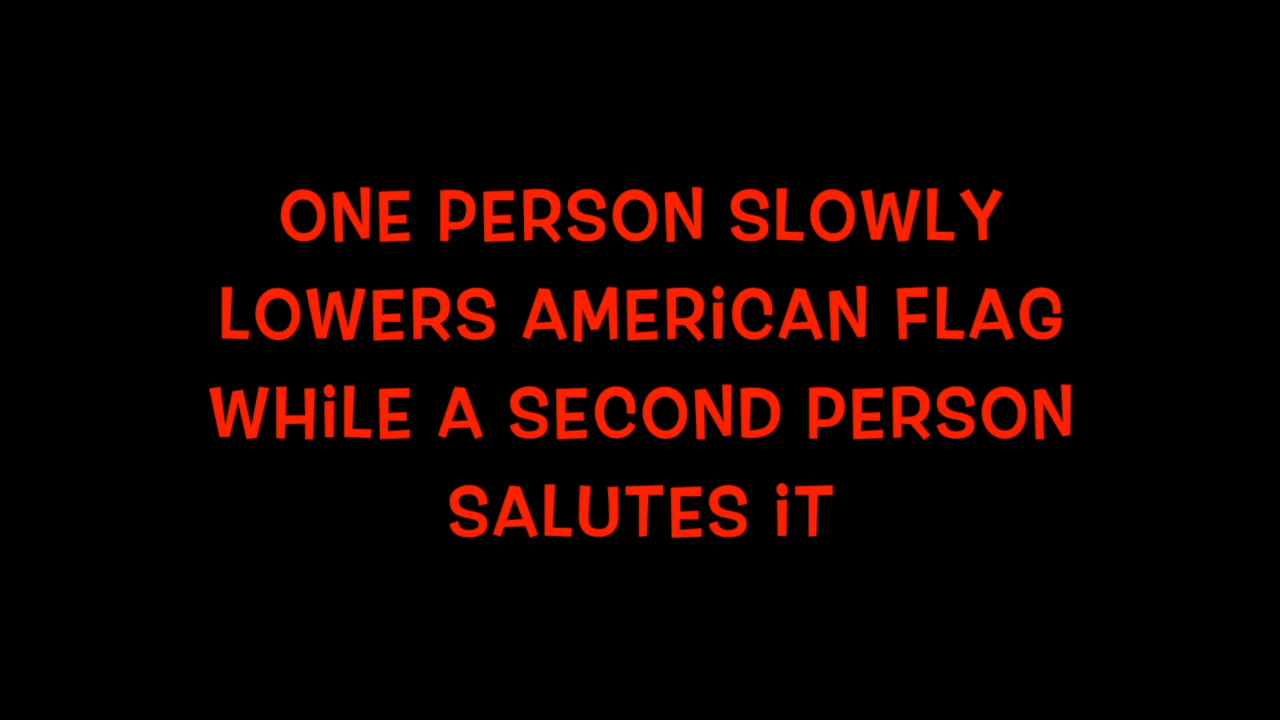 ONE PERSON SLOWLY
LOWERS AMERiCAN FLAG
WHiLE A SECOND PERSON
SALUTES iT